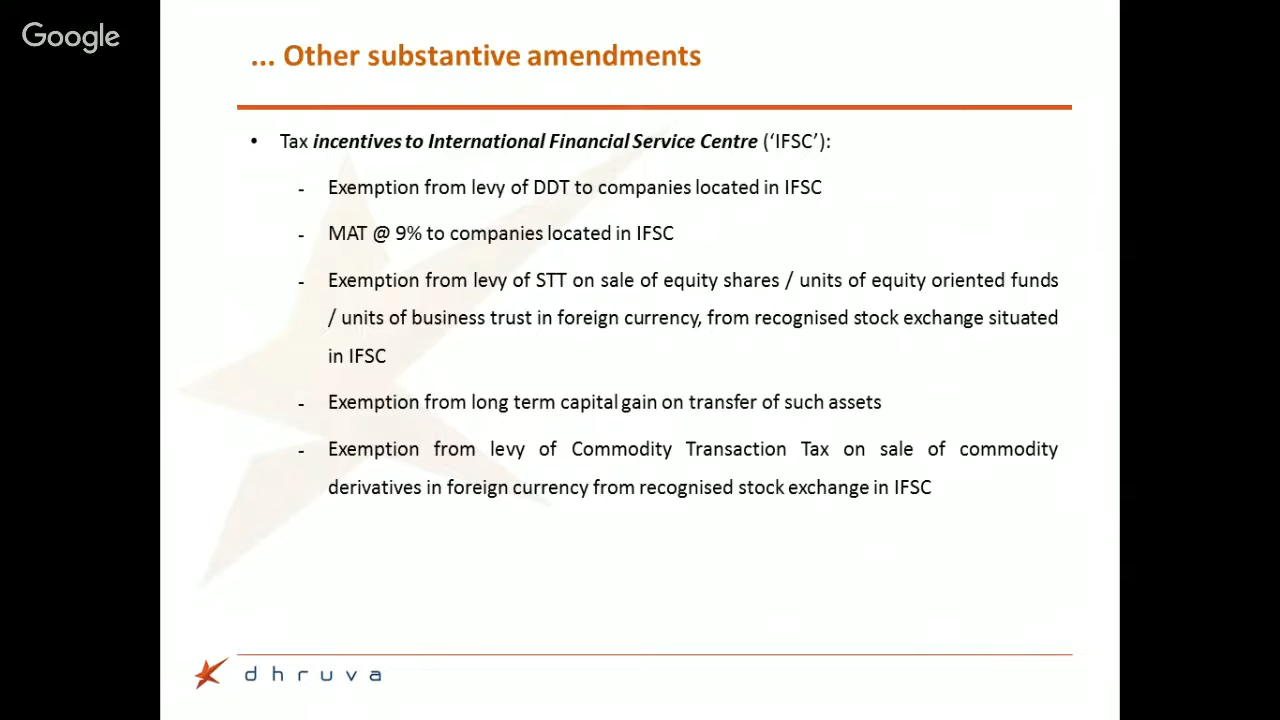 Google
... Other substantive amendments
• Tax incentives to International Financial Service Centre (‘IFSC’):
- Exemption from levy of DDT to companies located in IFSC
- MAT @ 9% to companies located in IFSC
- Exemption from levy of STT on sale of equity shares / units of equity oriented funds
/ units of business trust in foreign currency, from recognised stock exchange situated
in IFSC
- Exemption from long term capital gain on transfer of such assets
- Exemption from levy of Commodity Transaction Tax on sale of commodity
derivatives in foreign currency from recognised stock exchange in IFSC
dhruva